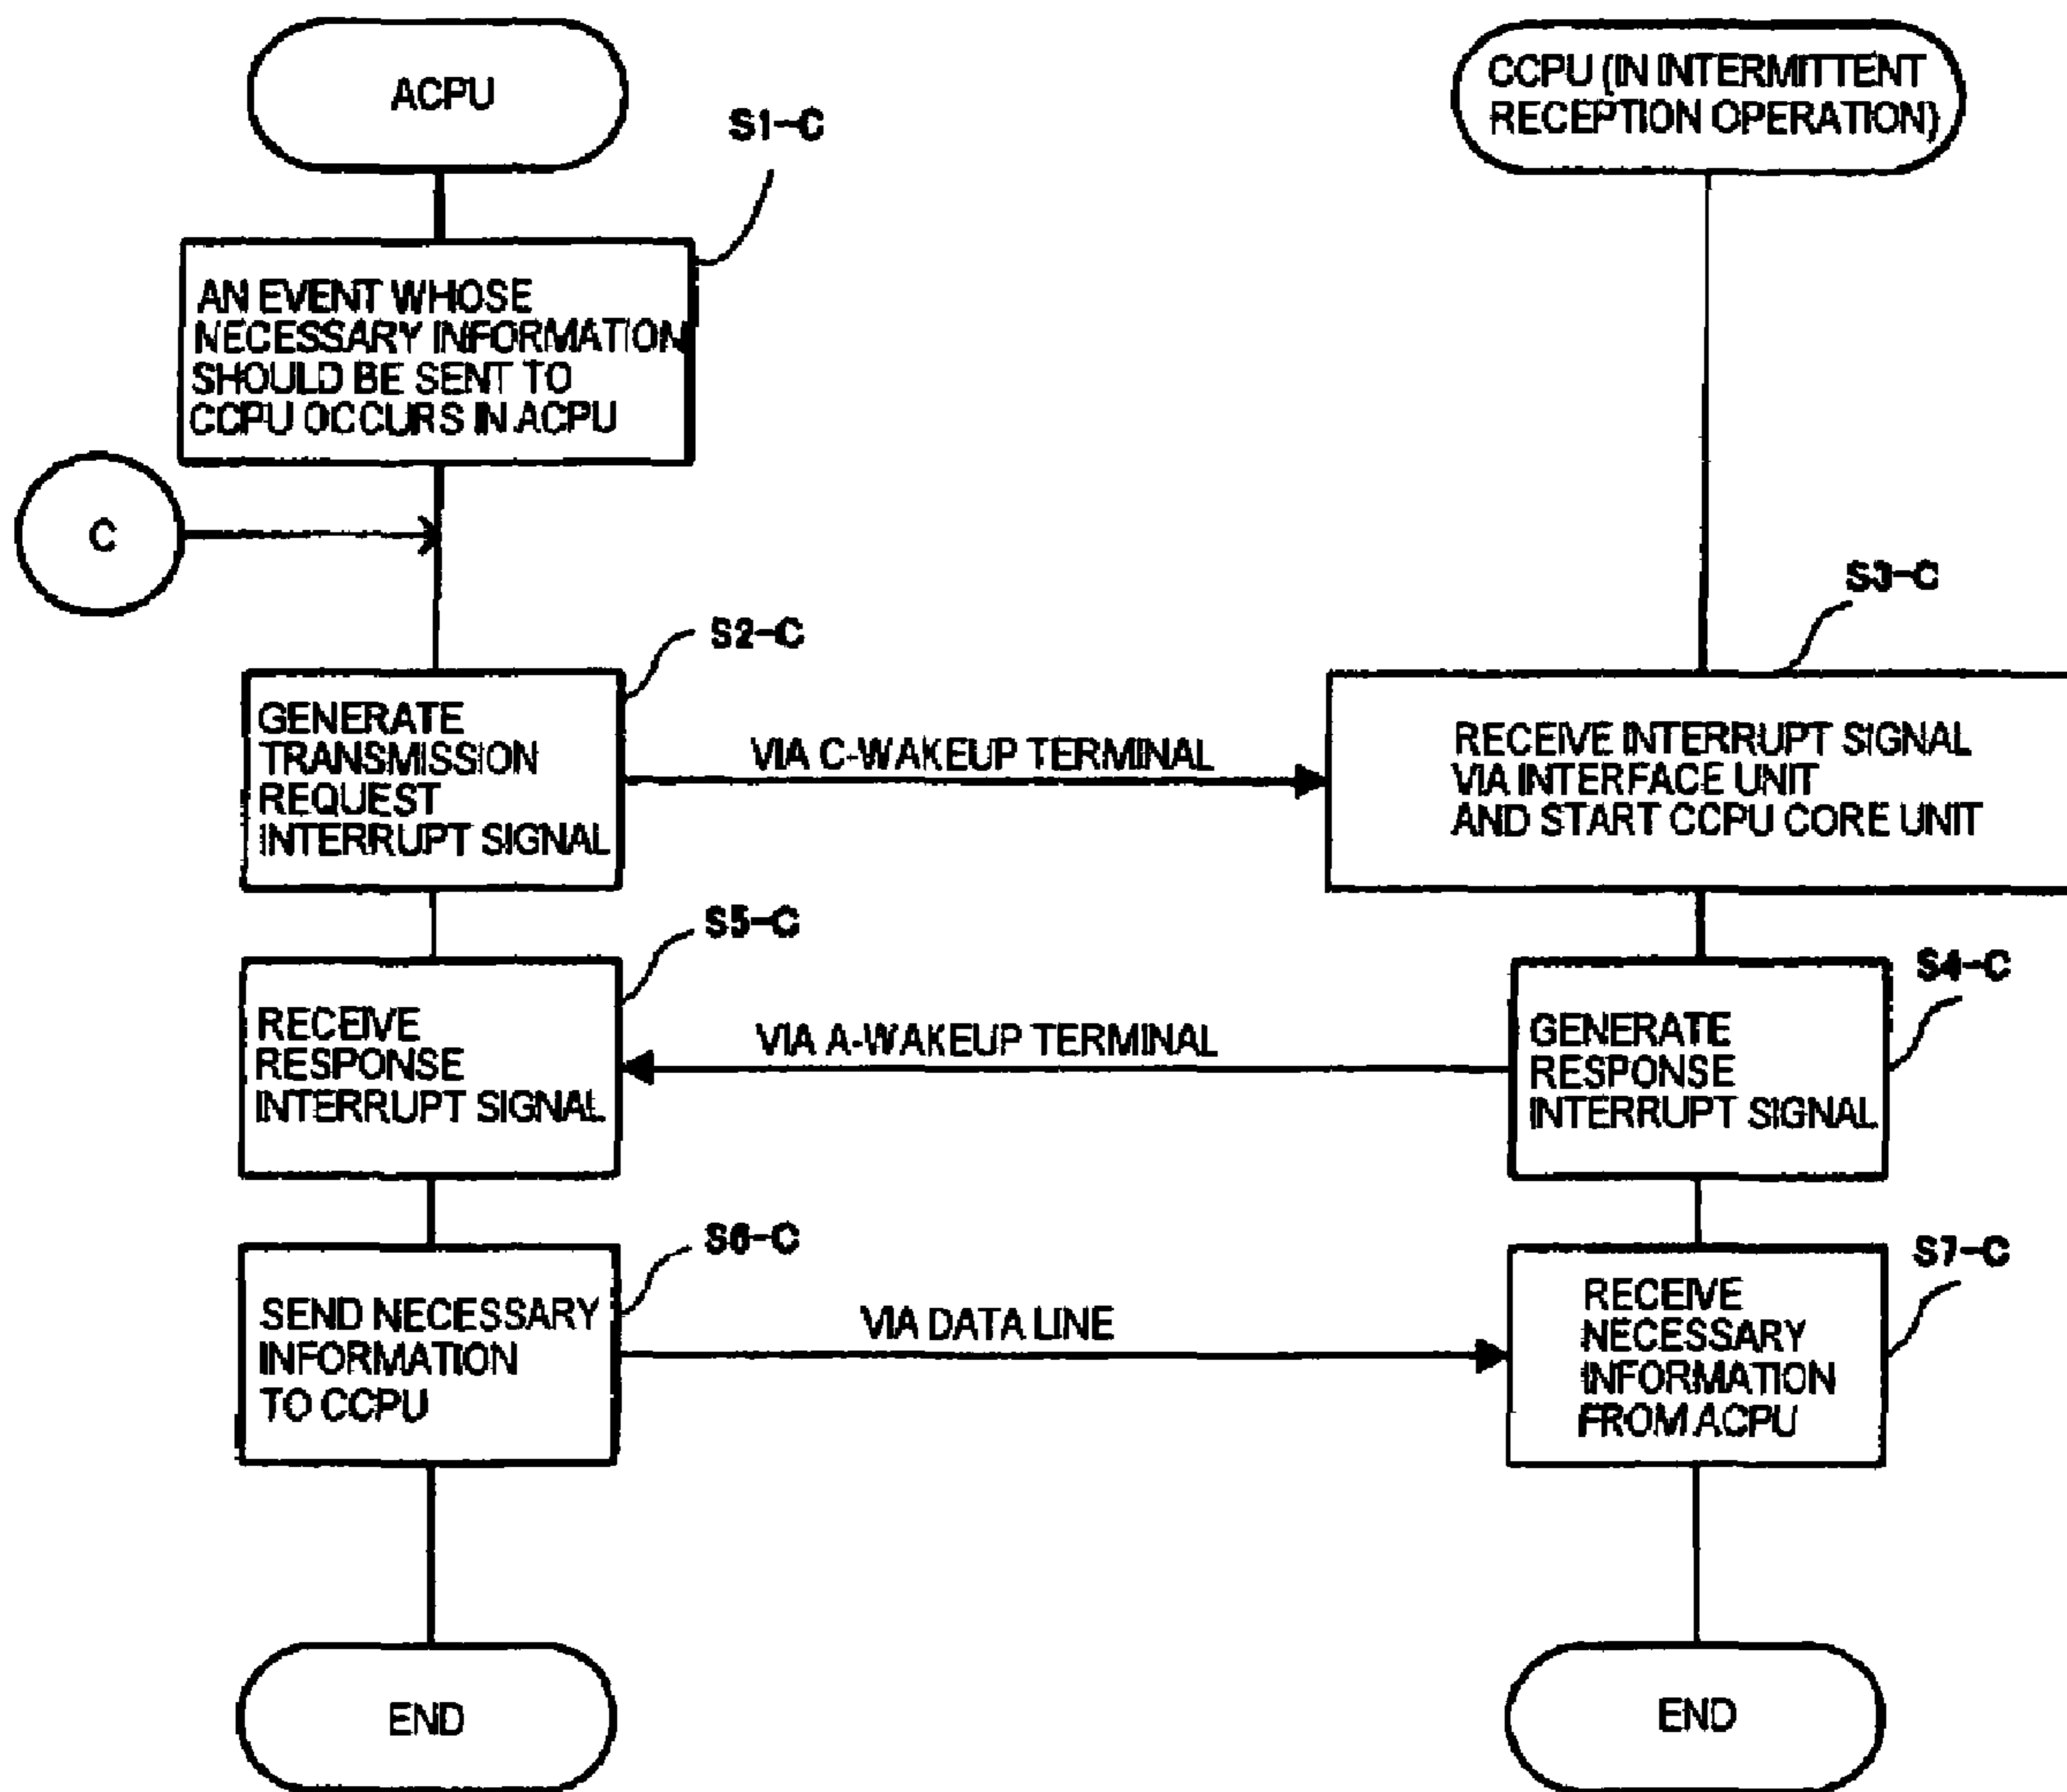 ACPU
CCPU (IN INTERMITTENT
RECEPTION OPERATION)
S1-C
AN EVENT WHOSE
NECESSARY INFORMATION
SHOULD BE SENT TO
CCPU OCCURS IN ACPU
C
S2-C
GENERATE
TRANSMISSION
REQUEST
INTERRUPT SIGNAL
VIA C-WAKEUP TERMINAL
S3-C
RECEIVE INTERRUPT SIGNAL
VIA INTERFACE UNIT
AND START CCPU CORE UNIT
S5-C
RECEIVE
RESPONSE
INTERRUPT SIGNAL
VIA A-WAKEUP TERMINAL
S4-C
GENERATE
RESPONSE
INTERRUPT SIGNAL
S6-C
SEND NECESSARY
INFORMATION
TO CCPU
VIA DATA LINE
S7-C
RECEIVE
NECESSARY
INFORMATION
FROM ACPU
END
END